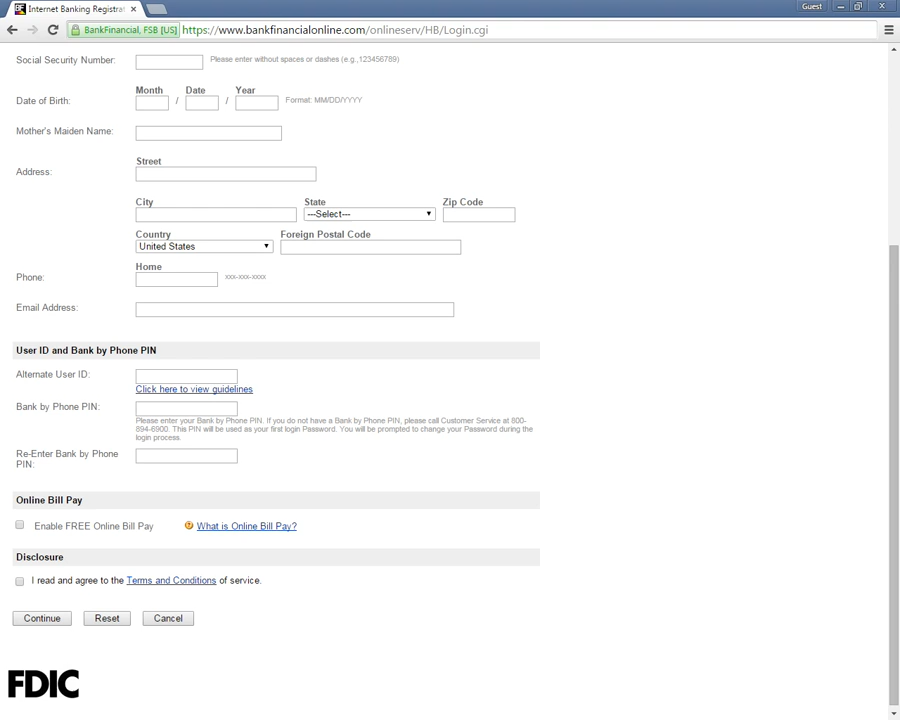 Internet Banking Registrat
Guest
BankFinancial, FSB [US]
https://www.bankfinancialonline.com/onlineserv/HB/Login.cgi
Social Security Number:
Please enter without spaces or dashes (e.g.,123456789)
Month Date Year
Date of Birth: / / Format: MM/DD/YYYY
Mother's Maiden Name:
Street
Address:
City State Zip Code
---Select---
Country Foreign Postal Code
United States
Home
Phone: xxx-xxx-xxxx
Email Address:
User ID and Bank by Phone PIN
Alternate User ID:
Click here to view guidelines
Bank by Phone PIN:
Please enter your Bank by Phone PIN. If you do not have a Bank by Phone PIN, please call Customer Service at 800-
894-6900. This PIN will be used as your first login Password. You will be prompted to change your Password during the
login process.
Re-Enter Bank by Phone
PIN:
Online Bill Pay
Enable FREE Online Bill Pay What is Online Bill Pay?
Disclosure
I read and agree to the Terms and Conditions of service.
Continue Reset Cancel
FDIC